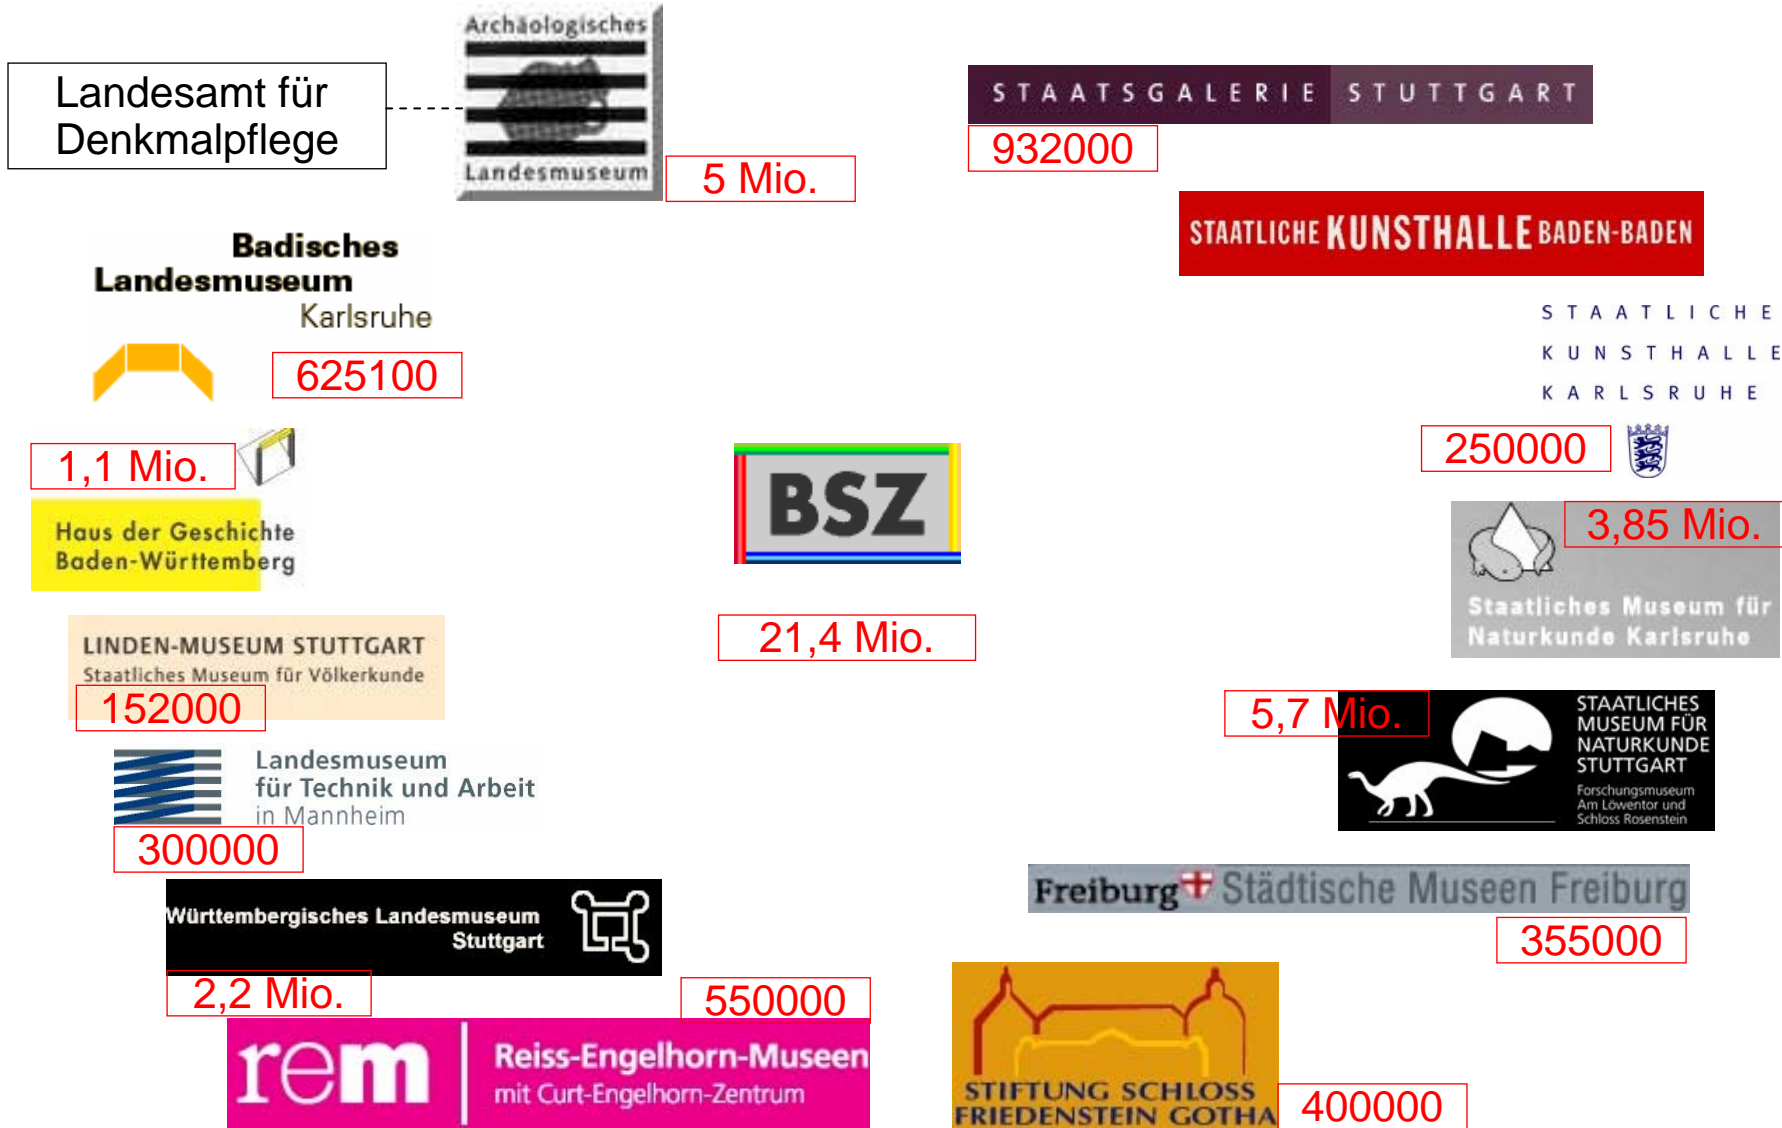 Archäologisches
Landesmuseum
5 Mio.
Landesamt für
Denkmalpflege
STAATSGALERIE STUTTGART
932000
STAATLICHE KUNSTHALLE BADEN-BADEN
Badisches
Landesmuseum
Karlsruhe
625100
STAATLICHE
KUNSTHALLE
KARLSRUHE
250000
1,1 Mio.
Haus der Geschichte
Baden-Württemberg
BSZ
21,4 Mio.
3,85 Mio.
Staatliches Museum für
Naturkunde Karlsruhe
LINDEN-MUSEUM STUTTGART
Staatliches Museum für Völkerkunde
152000
5,7 Mio.
STAATLICHES
MUSEUM FÜR
NATURKUNDE
STUTTGART
Forschungsmuseum
Am Löwentor und
Schloss Rosenstein
Landesmuseum
für Technik und Arbeit
in Mannheim
300000
Freiburg Städtische Museen Freiburg
355000
Württembergisches Landesmuseum
Stuttgart
2,2 Mio.
550000
rem
Reiss-Engelhorn-Museen
mit Curt-Engelhorn-Zentrum
STIFTUNG SCHLOSS
FRIEDENSTEIN GOTHA
400000